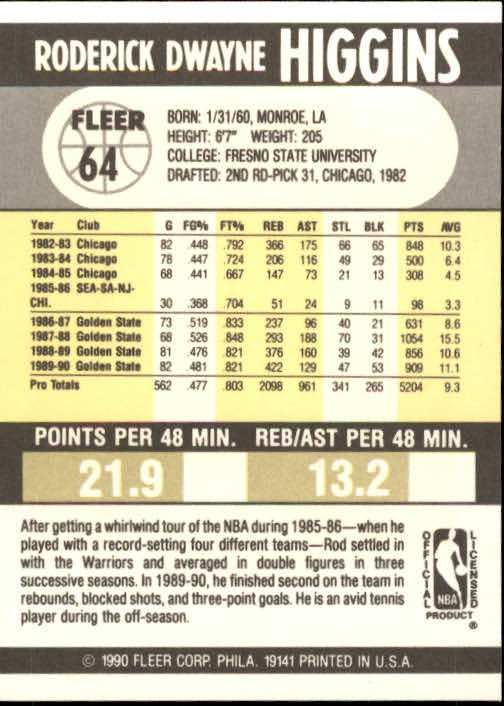 RODERICK DWAYNE HIGGINS
FLEER
64
BORN: 1/31/60, MONROE, LA
HEIGHT: 6'7" WEIGHT: 205
COLLEGE: FRESNO STATE UNIVERSITY
DRAFTED: 2ND RD-PICK 31, CHICAGO, 1982
Year Club G FG% FT% REB AST STL BLK PTS AVG
1982-83 Chicago 82 .448 .792 366 175 66 65 848 10.3
1983-84 Chicago 78 .447 .724 206 116 49 29 500 6.4
1984-85 Chicago 68 .441 .667 147 73 21 13 308 4.5
1985-86 SEA-SA-NJ-
CHI. 30 .368 .704 51 24 9 11 98 3.3
1986-87 Golden State 73 .519 .833 237 96 40 21 631 8.6
1987-88 Golden State 68 .526 .848 293 188 70 31 1054 15.5
1988-89 Golden State 81 .476 .821 376 160 39 42 856 10.6
1989-90 Golden State 82 .481 .821 422 129 47 53 909 11.1
Pro Totals 562 .477 .803 2098 961 341 265 5204 9.3
POINTS PER 48 MIN. REB/AST PER 48 MIN.
21.9 13.2
After getting a whirlwind tour of the NBA during 1985-86—when he
played with a record-setting four different teams—Rod settled in
with the Warriors and averaged in double figures in three
successive seasons. In 1989-90, he finished second on the team in
rebounds, blocked shots, and three-point goals. He is an avid tennis
player during the off-season.
OFFICIAL
LICENSED
NBA
PRODUCT
®
© 1990 FLEER CORP. PHILA. 19141 PRINTED IN U.S.A.